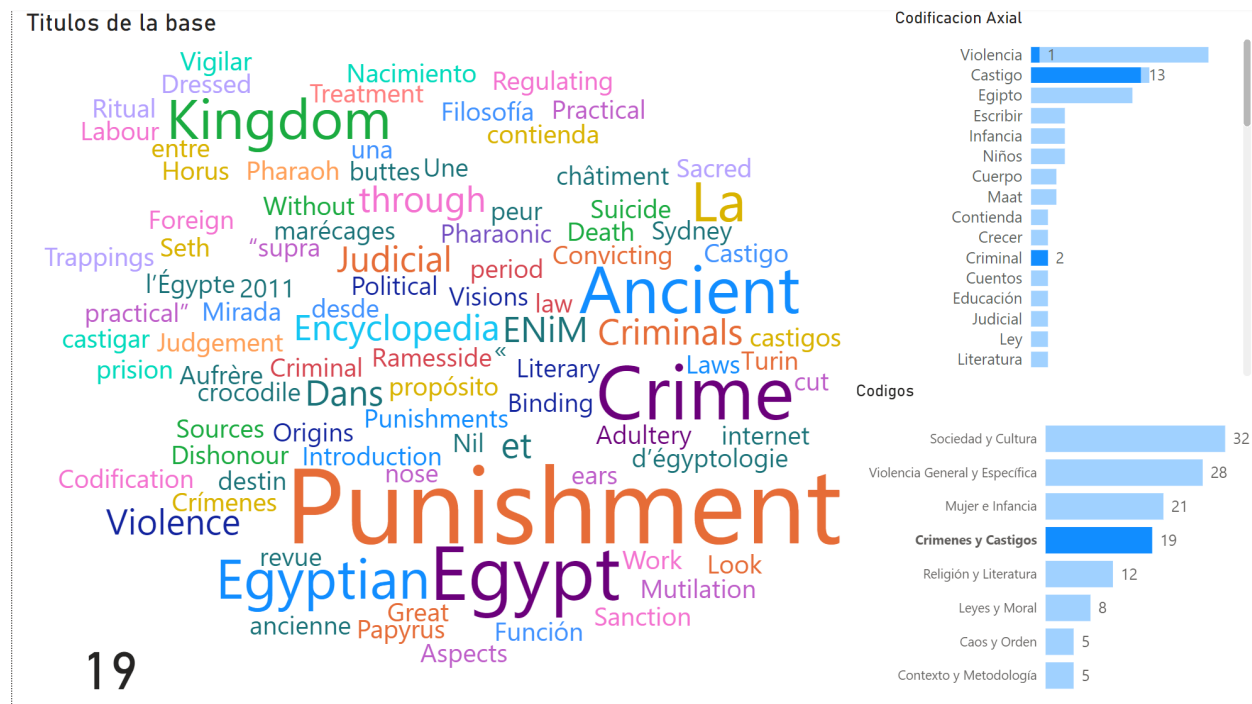 Titulos de la base
Vigilar
Nacimiento
Dressed
Treatment
Regulating
Ritual
Kingdom
Filosofía
Practical
Labour
contienda
entre
una
Horus
Pharaoh
buttes
Une
châtiment
Sacred
Without
through
peur
Suicide
La
Foreign
marécages
Pharaonic
Death
Sydney
Trappings
Seth
“supra
Judicial
period
Convicting
Castigo
l’Égypte
2011
Political
Visions
law
Ancient
practical”
Mirada
desde
Encyclopedia
ENiM
Criminals
castigos
castigar
Judgement
Criminal
Ramesside
«
Literary
Laws
Turin
prision
Aufrère
crocodile
Dans
propósito
Binding
Crime
cut
Punishments
Sources
Origins
Nil
et
Adultery
internet
Dishonour
Introduction
d’égyptologie
Codification
destin
nose
ears
Crímenes
Punishment
Violence
revue
Egyptian
Egypt
Work
Look
Mutilation
Great
ancienne
Papyrus
Función
Sanction
Aspects
19
Codificacion Axial
Violencia 1
Castigo 13
Egipto
Escribir
Infancia
Niños
Cuerpo
Maat
Contienda
Crecer
Criminal 2
Cuentos
Educación
Judicial
Ley
Literatura
Codigos
Sociedad y Cultura 32
Violencia General y Específica 28
Mujer e Infancia 21
Crimenes y Castigos 19
Religión y Literatura 12
Leyes y Moral 8
Caos y Orden 5
Contexto y Metodología 5